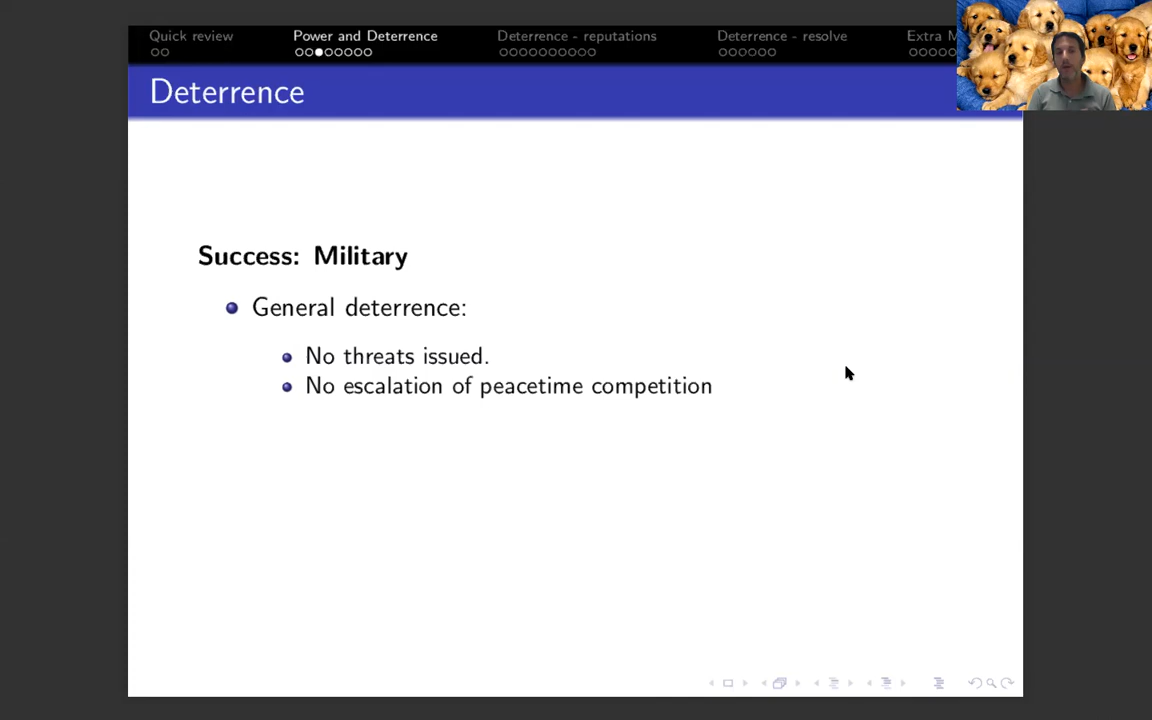 Quick review
Power and Deterrence
Deterrence - reputations
Deterrence - resolve
Extra M
Deterrence
Success: Military
General deterrence:
No threats issued.
No escalation of peacetime competition